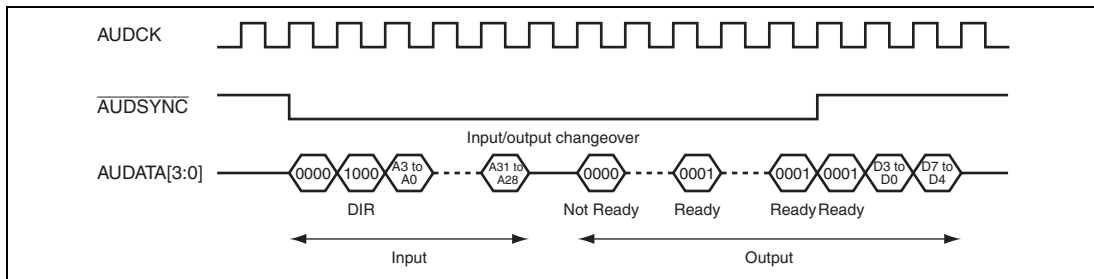 AUDCK
AUDSYNC
Input/output changeover
AUDATA[3:0]
0000
1000
A3 to
A0
A31 to
A28
0000
0001
0001
0001
D3 to
D0
D7 to
D4
DIR
Not Ready
Ready
Ready
Ready
Input
Output